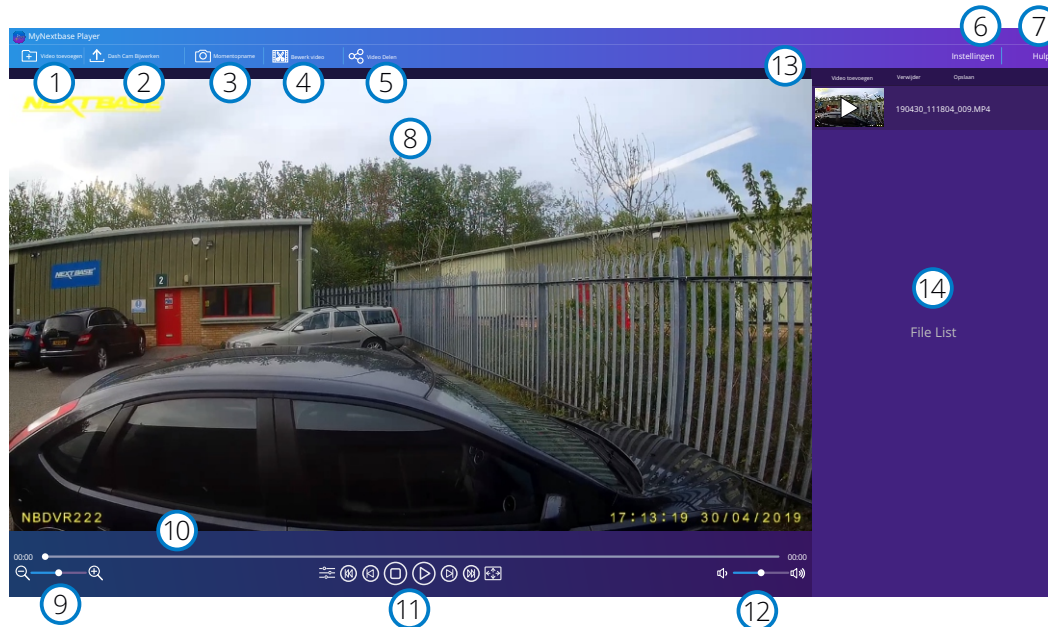 6 7
MyNextbase Player
Video toevoegen Dash Cam Bijwerken Momentopname Bewerk video Video Delen Instellingen Hulp
1 2 3 4 5 13
Video toevoegen Verwijder Opslaan
NEXTBASE
190430_111804_009.MP4
8
NEXTBASE
2
14
File List
NBDVR222 17:13:19 30/04/2019
10
00:00 00:00
9 11 12